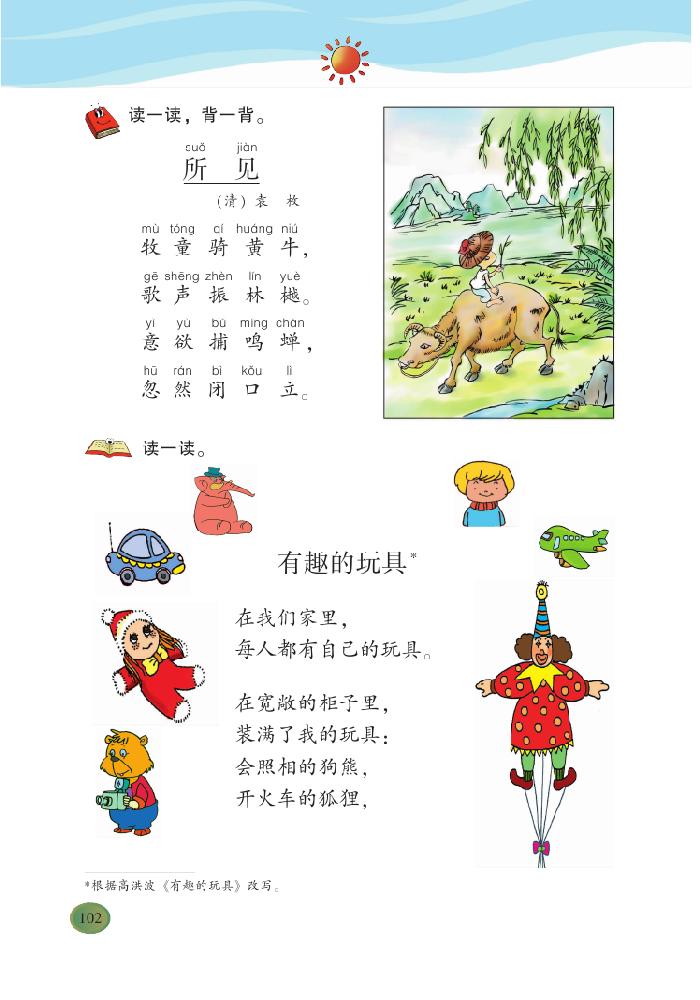 读一读，背一背。
suǒ jiàn
所 见
（清）袁 枚
mù tóng cí huáng niú
牧 童 骑 黄 牛，
gē shēng zhèn lín yuè
歌 声 振 林 樾。
yì yù bǔ míng chán
意 欲 捕 鸣 蝉，
hū rán bì kǒu lì
忽 然 闭 口 立。
读一读。
有趣的玩具*
在我们家里，
每人都有自己的玩具。
在宽敞的柜子里，
装满了我的玩具：
会照相的狗熊，
开火车的狐狸，
*根据高洪波《有趣的玩具》改写。
102